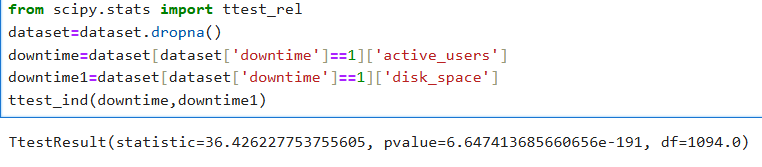 from scipy.stats import ttest_rel
dataset=dataset.dropna()
downtime=dataset[dataset['downtime']==1]['active_users']
downtime1=dataset[dataset['downtime']==1]['disk_space']
ttest_ind(downtime,downtime1)
TtestResult(statistic=36.426227753755605, pvalue=6.647413685660656e-191, df=1094.0)